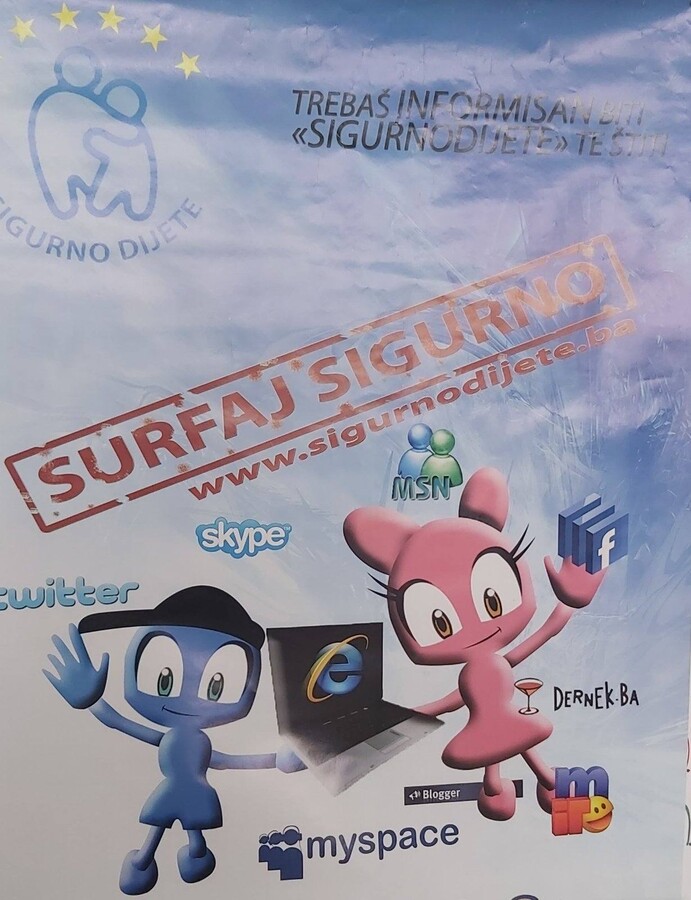 TREBAŠ INFORMISAN BITI
«SIGURNODIJETE» TE ŠTITI
SIGURNO DIJETE
SURFAJ SIGURNO
www.sigurnodijete.ba
MSN
skype
f
twitter
e
DERNEK.BA
Blogger
m
irc
myspace